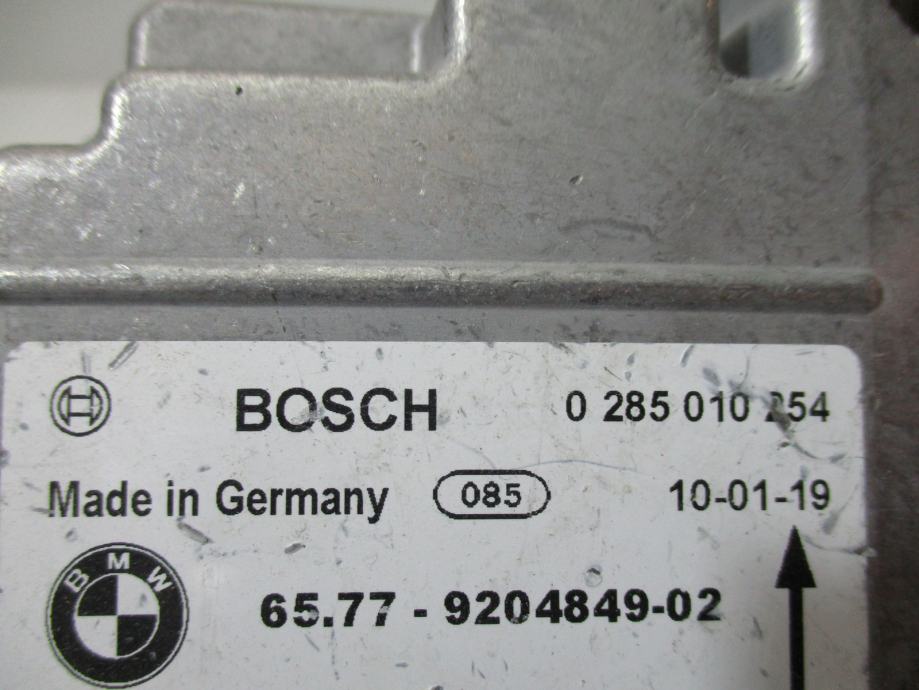 BOSCH 0 285 010 254
Made in Germany 085 10-01-19
BMW 65.77 - 9204849-02